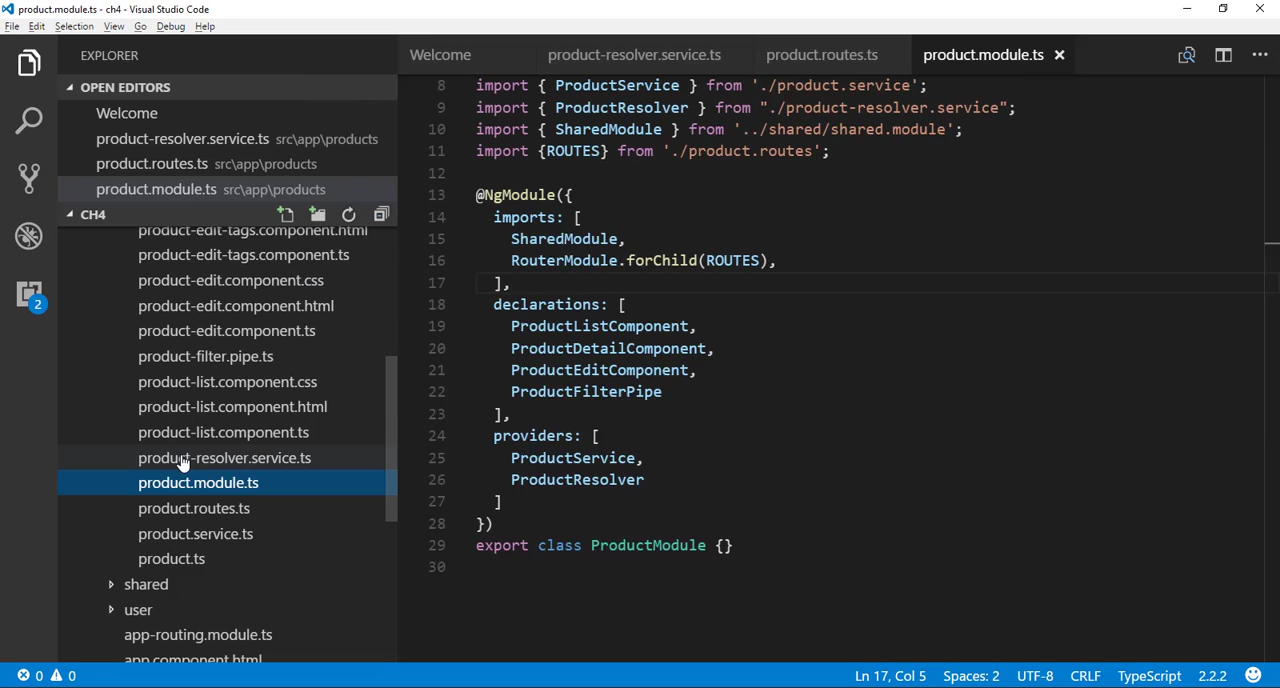 product.module.ts - ch4 - Visual Studio Code
File Edit Selection View Go Debug Help
EXPLORER
OPEN EDITORS
Welcome
product-resolver.service.ts src\app\products
product.routes.ts src\app\products
product.module.ts src\app\products
CH4
product-edit-tags.component.html
product-edit-tags.component.ts
product-edit.component.css
product-edit.component.html
product-edit.component.ts
product-filter.pipe.ts
product-list.component.css
product-list.component.html
product-list.component.ts
product-resolver.service.ts
product.module.ts
product.routes.ts
product.service.ts
product.ts
shared
user
app-routing.module.ts
app.component.html
2
Welcome product-resolver.service.ts product.routes.ts product.module.ts
8 import { ProductService } from './product.service';
9 import { ProductResolver } from "./product-resolver.service";
10 import { SharedModule } from '../shared/shared.module';
11 import {ROUTES} from './product.routes';
12
13 @NgModule({
14 imports: [
15 SharedModule,
16 RouterModule.forChild(ROUTES),
17 ],
18 declarations: [
19 ProductListComponent,
20 ProductDetailComponent,
21 ProductEditComponent,
22 ProductFilterPipe
23 ],
24 providers: [
25 ProductService,
26 ProductResolver
27 ]
28 })
29 export class ProductModule {}
30
0 0 Ln 17, Col 5 Spaces: 2 UTF-8 CRLF TypeScript 2.2.2